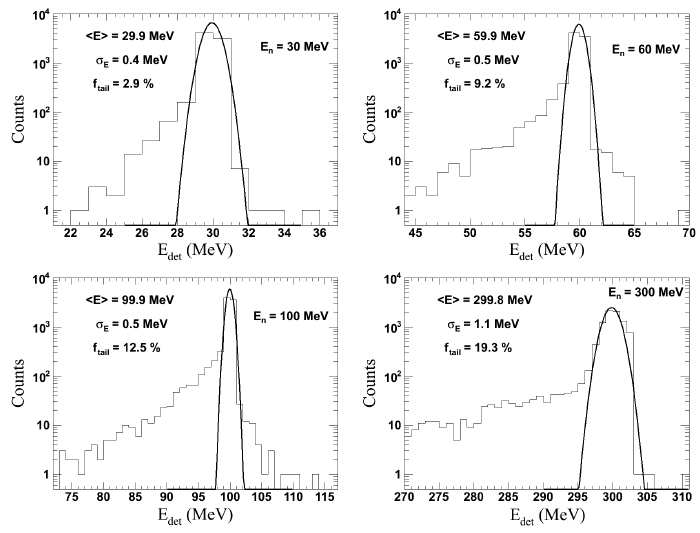 <E> = 29.9 MeV
σE = 0.4 MeV
ftail = 2.9 %
En = 30 MeV
Counts
10^4
10^3
10^2
10
1
22 24 26 28 30 32 34 36
Edet (MeV)
<E> = 59.9 MeV
σE = 0.5 MeV
ftail = 9.2 %
En = 60 MeV
Counts
10^4
10^3
10^2
10
1
45 50 55 60 65 70
Edet (MeV)
<E> = 99.9 MeV
σE = 0.5 MeV
ftail = 12.5 %
En = 100 MeV
Counts
10^4
10^3
10^2
10
1
75 80 85 90 95 100 105 110 115
Edet (MeV)
<E> = 299.8 MeV
σE = 1.1 MeV
ftail = 19.3 %
En = 300 MeV
Counts
10^4
10^3
10^2
10
1
270 275 280 285 290 295 300 305 310
Edet (MeV)